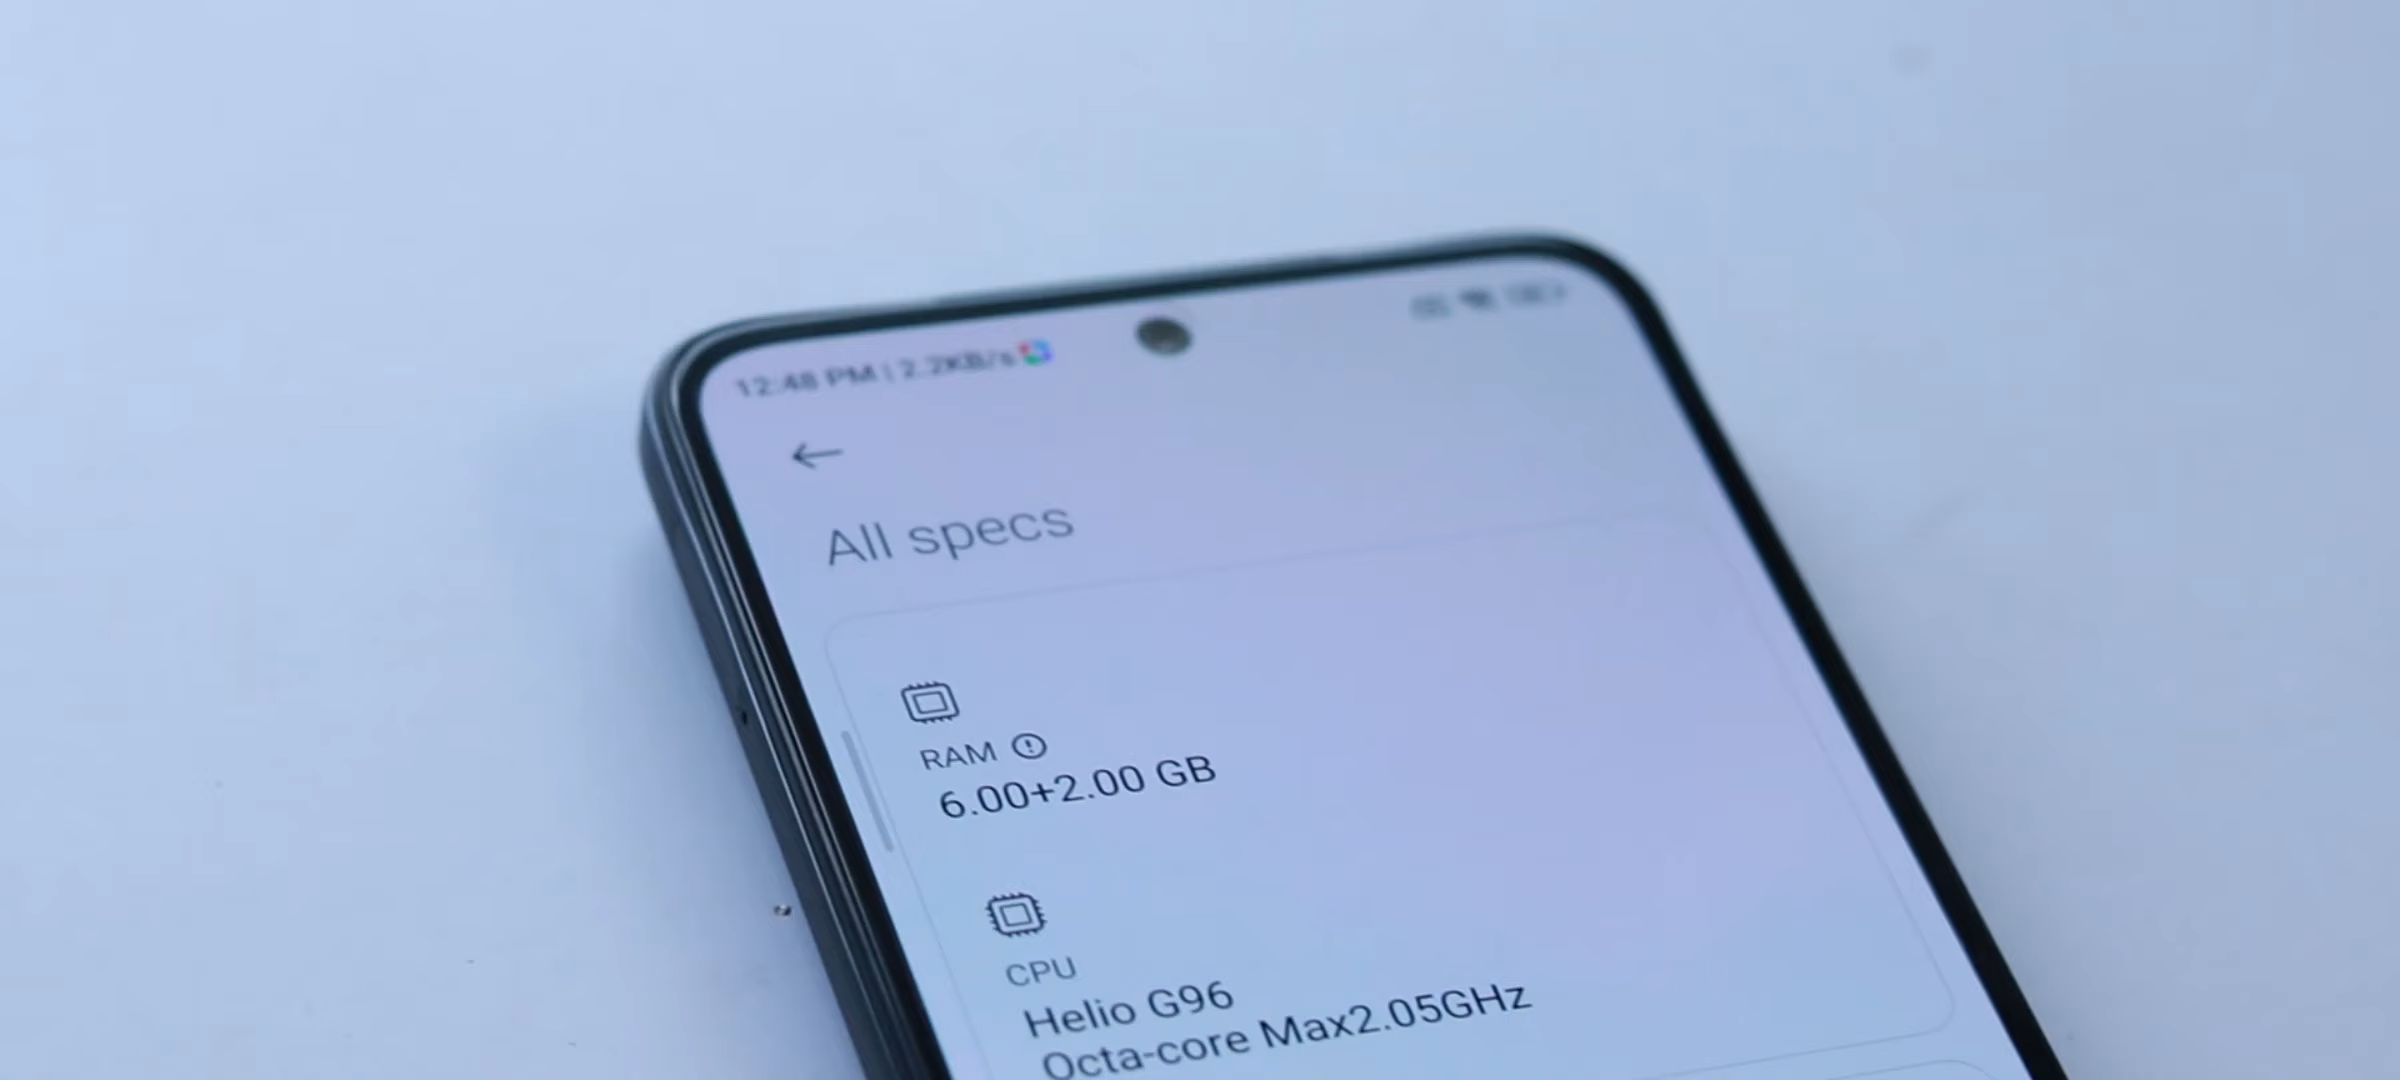 12:48 PM | 2.2KB/s
All specs
RAM
6.00+2.00 GB
CPU
Helio G96
Octa-core Max2.05GHz